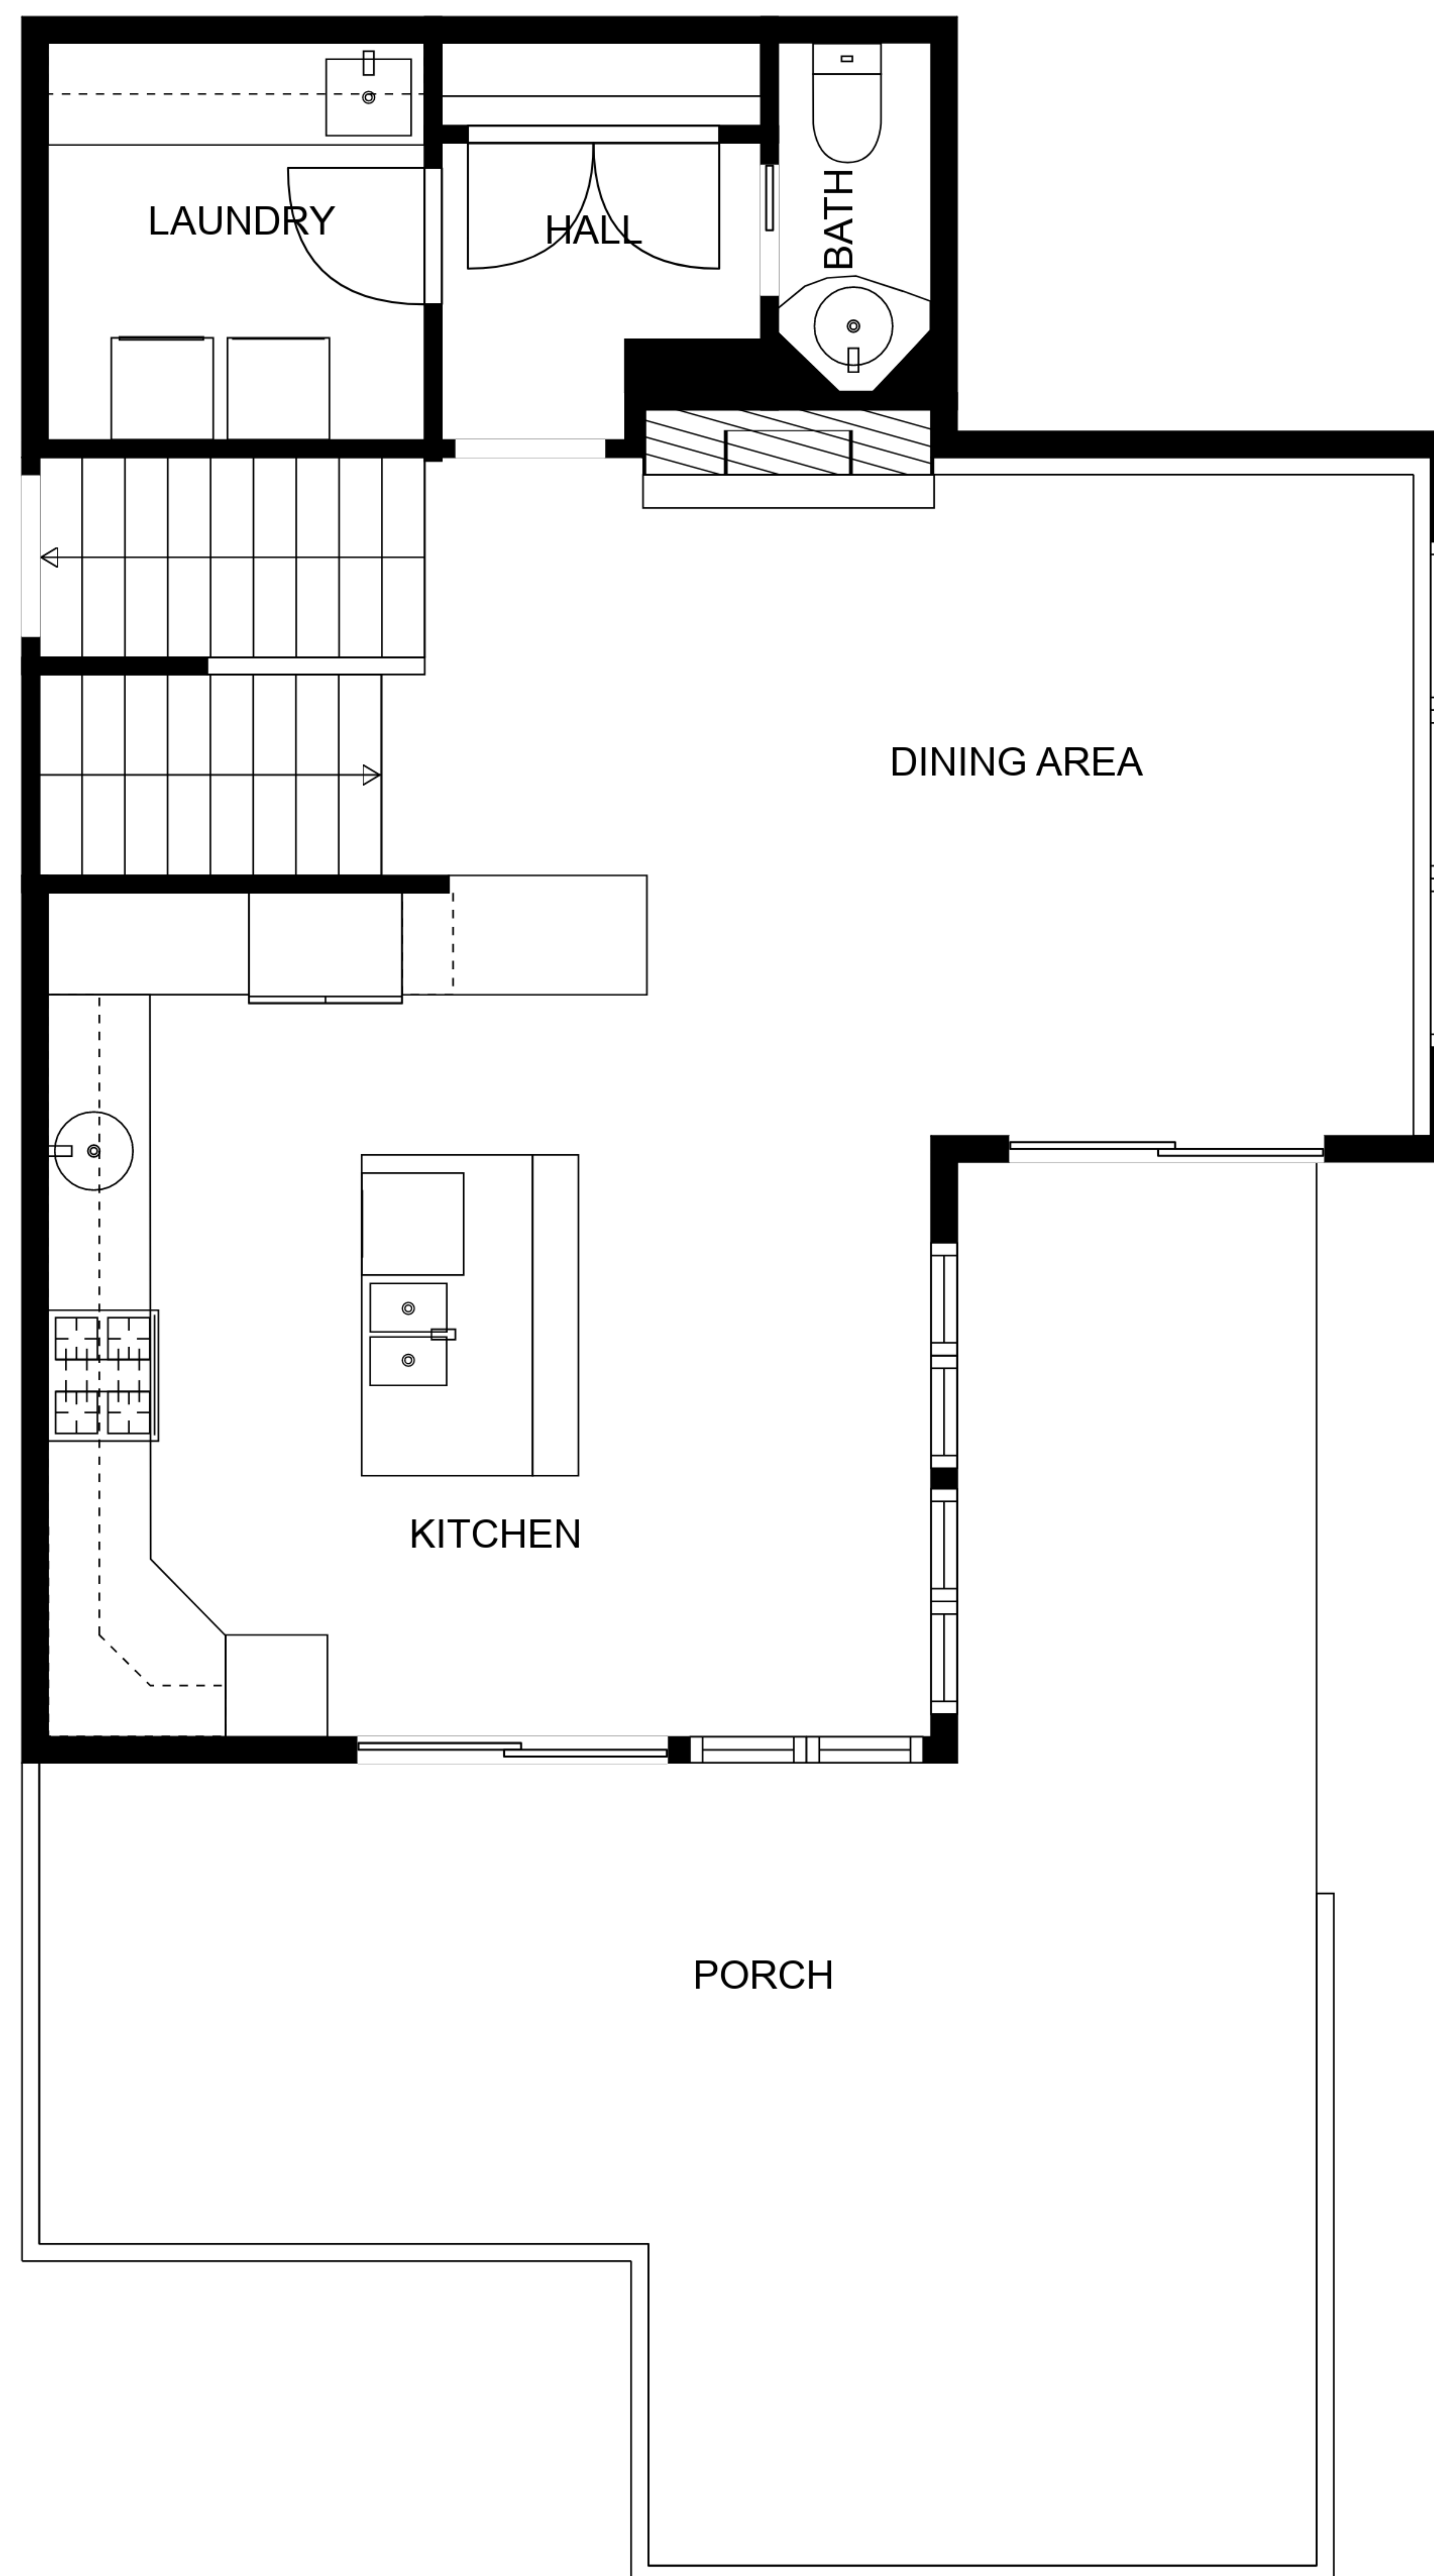 LAUNDRY
HALL
BATH
DINING AREA
KITCHEN
PORCH